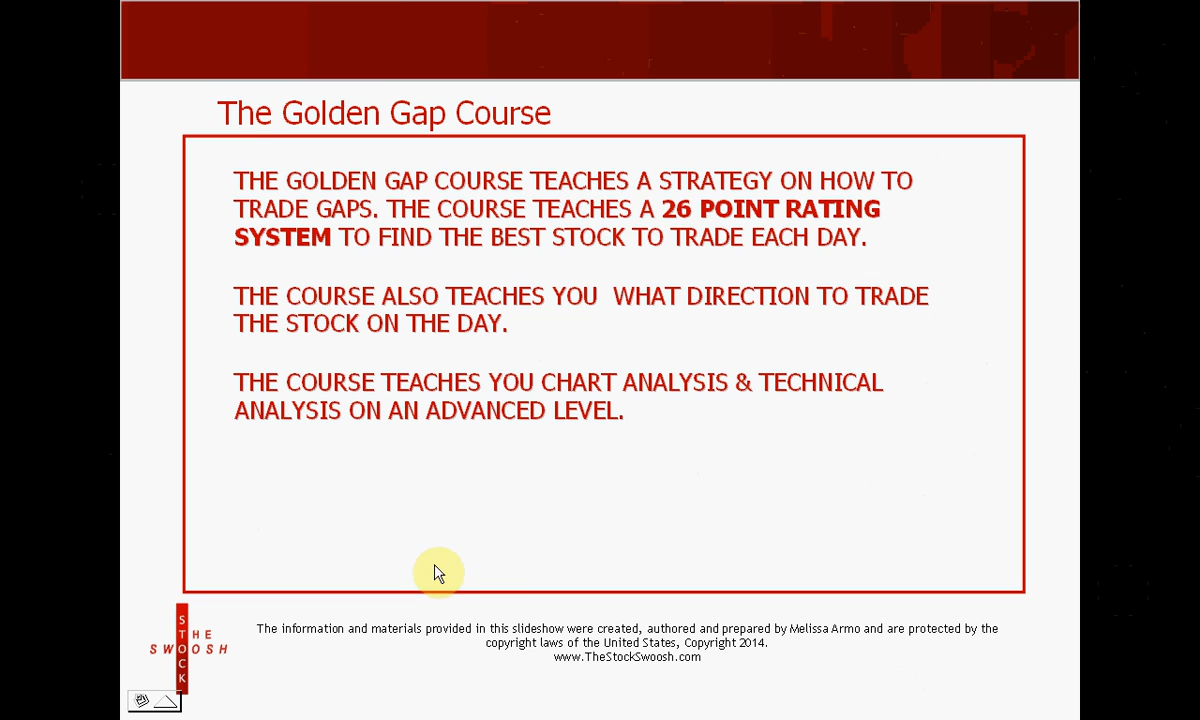 The Golden Gap Course
THE GOLDEN GAP COURSE TEACHES A STRATEGY ON HOW TO
TRADE GAPS. THE COURSE TEACHES A 26 POINT RATING
SYSTEM TO FIND THE BEST STOCK TO TRADE EACH DAY.
THE COURSE ALSO TEACHES YOU  WHAT DIRECTION TO TRADE
THE STOCK ON THE DAY.
THE COURSE TEACHES YOU CHART ANALYSIS & TECHNICAL
ANALYSIS ON AN ADVANCED LEVEL.
THE
STOCK
SWOOSH
The information and materials provided in this slideshow were created, authored and prepared by Melissa Armo and are protected by the
copyright laws of the United States, Copyright 2014.
www.TheStockSwoosh.com